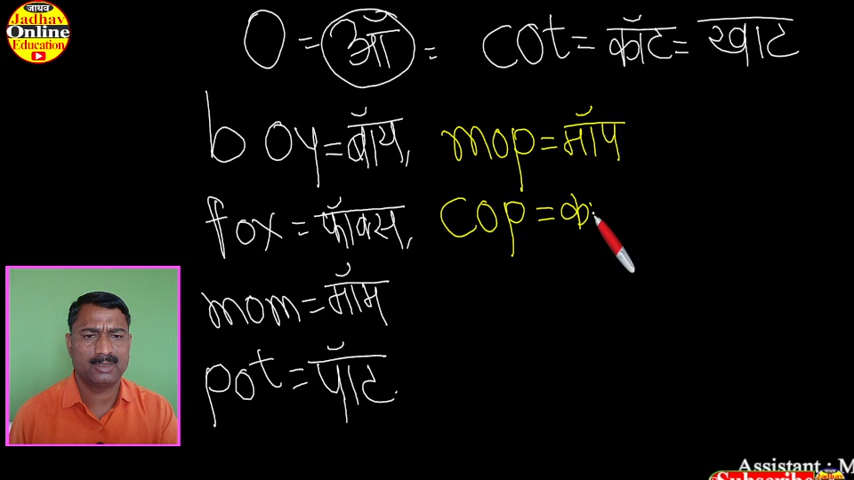 जाधव
Jadhav
Online
Education
O = ऑ = cot = कॉट = खाट
boy = बॉय, mop = मॉप
fox = फॉक्स, cop = क
mom = मॉम
pot = पॉट.
Assistant : M
Subscribe